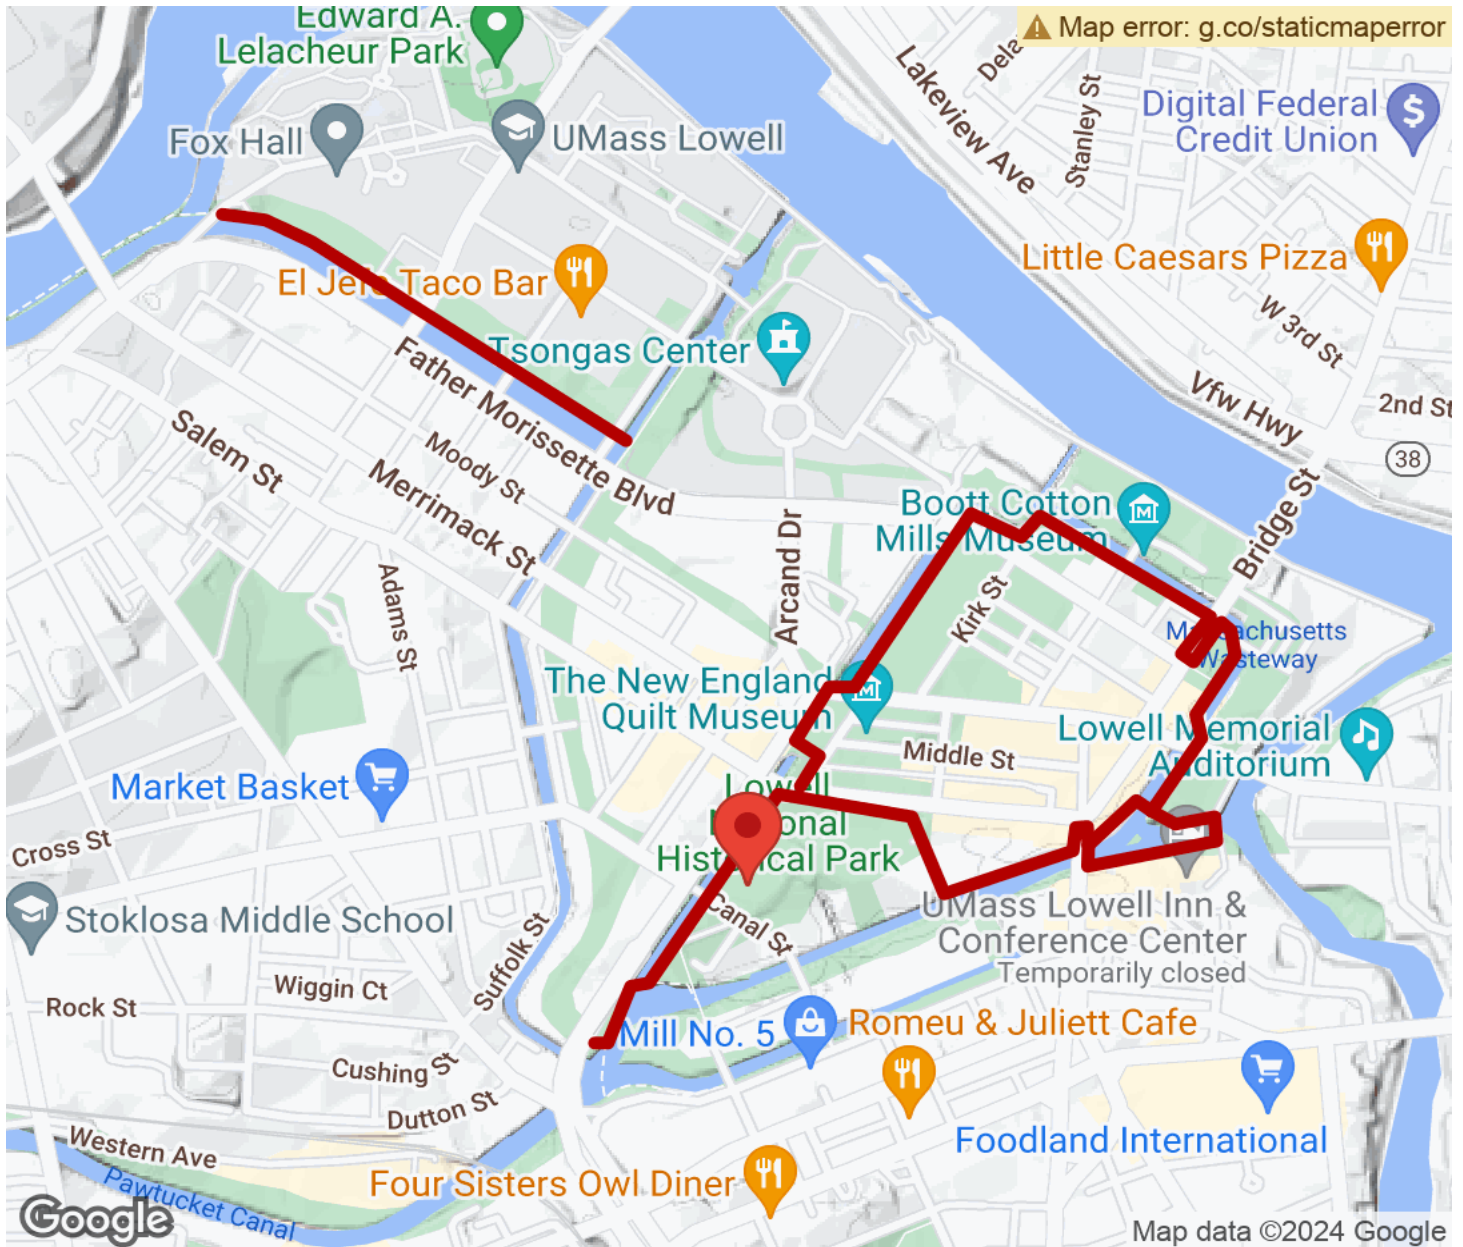 Edward A.
Lelacheur Park
Map error: g.co/staticmaperror
Lakeview Ave
Stanley St
Digital Federal
Credit Union
Fox Hall
UMass Lowell
Little Caesars Pizza
El Jefe's Taco Bar
W 3rd St
Tsongas Center
Father Morissette Blvd
Vfw Hwy
2nd St
Salem St
Moody St
38
Merrimack St
Boott Cotton
Mills Museum
Bridge St
Arcand Dr
Adams St
Kirk St
Massachusetts
Wasteway
The New England
Quilt Museum
Lowell Memorial
Auditorium
Middle St
Market Basket
Lowell
National
Historical Park
Cross St
Stoklosa Middle School
Canal St
UMass Lowell Inn &
Conference Center
Temporarily closed
Suffolk St
Wiggin Ct
Rock St
Mill No. 5
Romeu & Juliett Cafe
Cushing St
Dutton St
Foodland International
Western Ave
Four Sisters Owl Diner
Pawtucket Canal
Google
Map data ©2024 Google